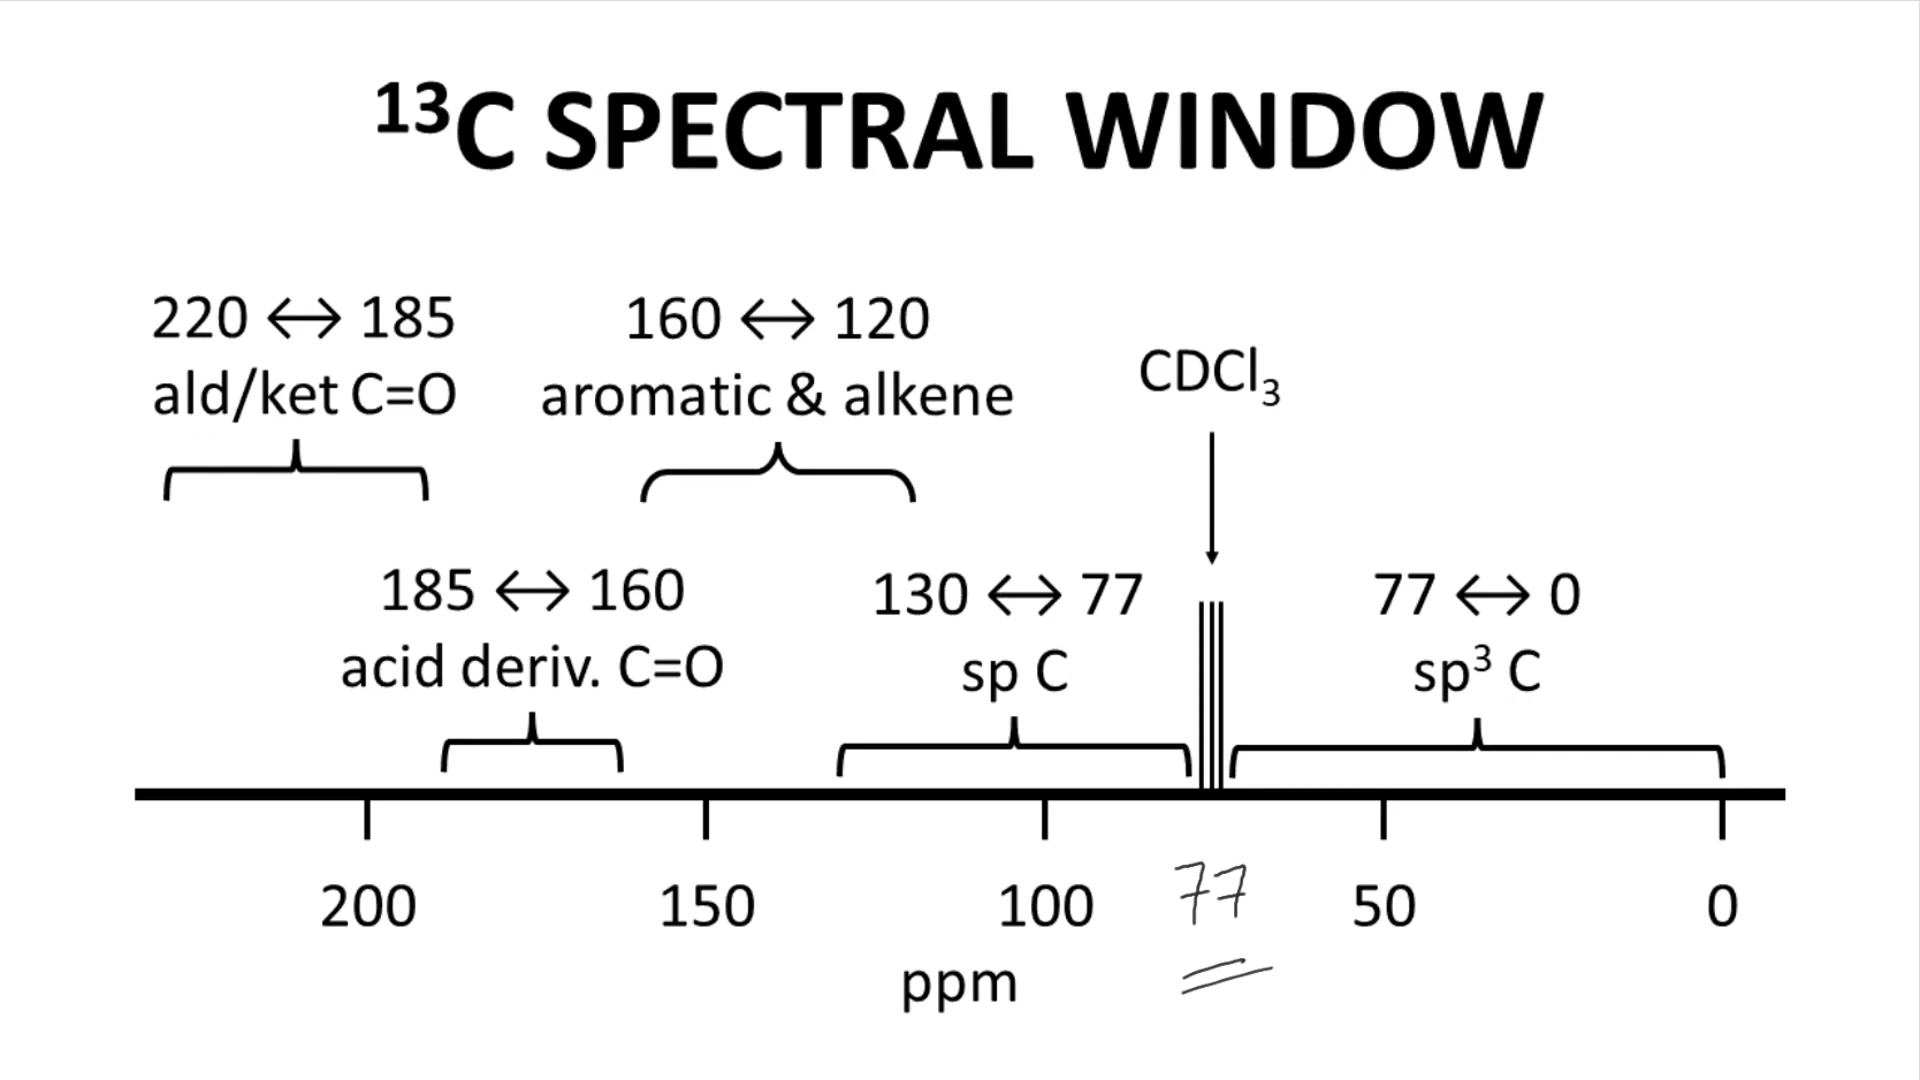 ¹³C SPECTRAL WINDOW
220 ↔ 185
ald/ket C=O
160 ↔ 120
aromatic & alkene
CDCl₃
185 ↔ 160
acid deriv. C=O
130 ↔ 77
sp C
77 ↔ 0
sp³ C
200 150 100 77 50 0
ppm